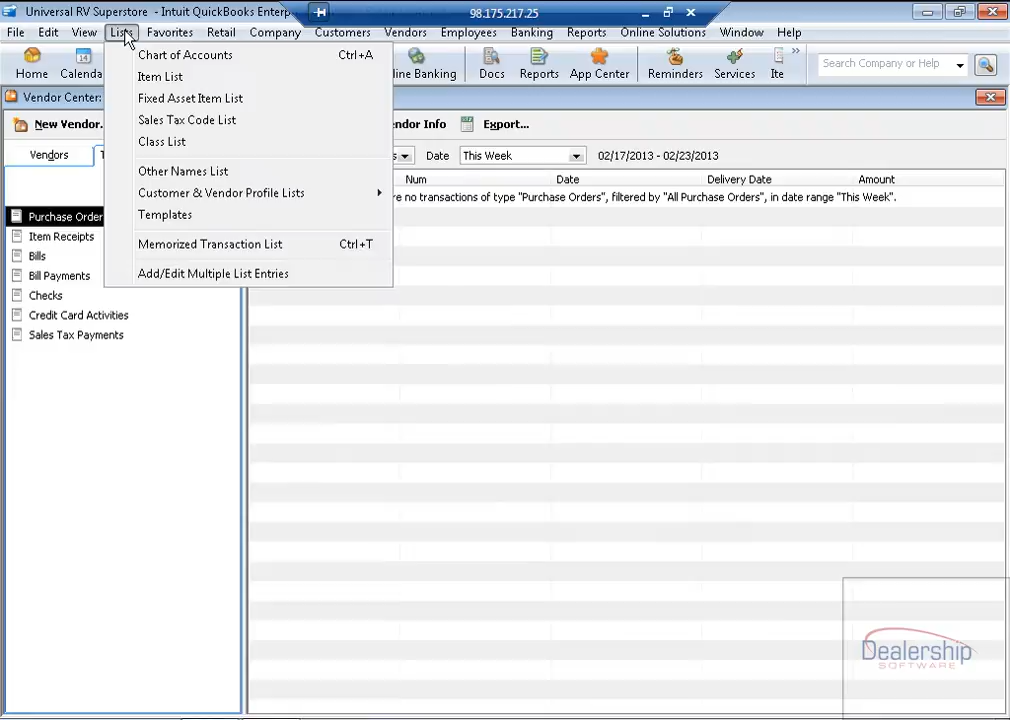 Universal RV Superstore - Intuit QuickBooks Enterp
98.175.217.25
File Edit View Lists Favorites Retail Company Customers Vendors Employees Banking Reports Online Solutions Window Help
Home Calenda line Banking Docs Reports App Center Reminders Services Ite
Search Company or Help
14
Chart of Accounts Ctrl+A
Item List
Fixed Asset Item List
Sales Tax Code List
Class List
Other Names List
Customer & Vendor Profile Lists
Templates
Memorized Transaction List Ctrl+T
Add/Edit Multiple List Entries
Vendor Center:
New Vendor. endor Info Export...
Vendors T s Date This Week 02/17/2013 - 02/23/2013
Num Date Delivery Date Amount
re no transactions of type "Purchase Orders", filtered by "All Purchase Orders", in date range "This Week".
Purchase Order
Item Receipts
Bills
Bill Payments
Checks
Credit Card Activities
Sales Tax Payments
Dealership
SOFTWARE